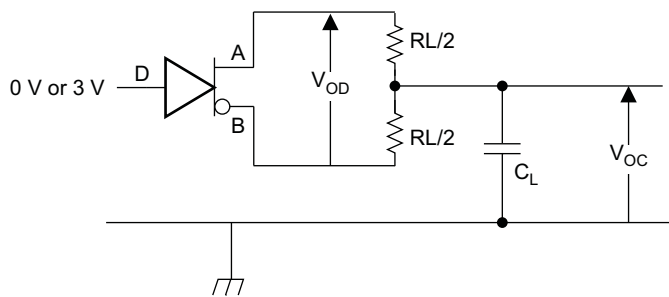 A
RL/2
D
0 V or 3 V
V_OD
B
RL/2
C_L
V_OC